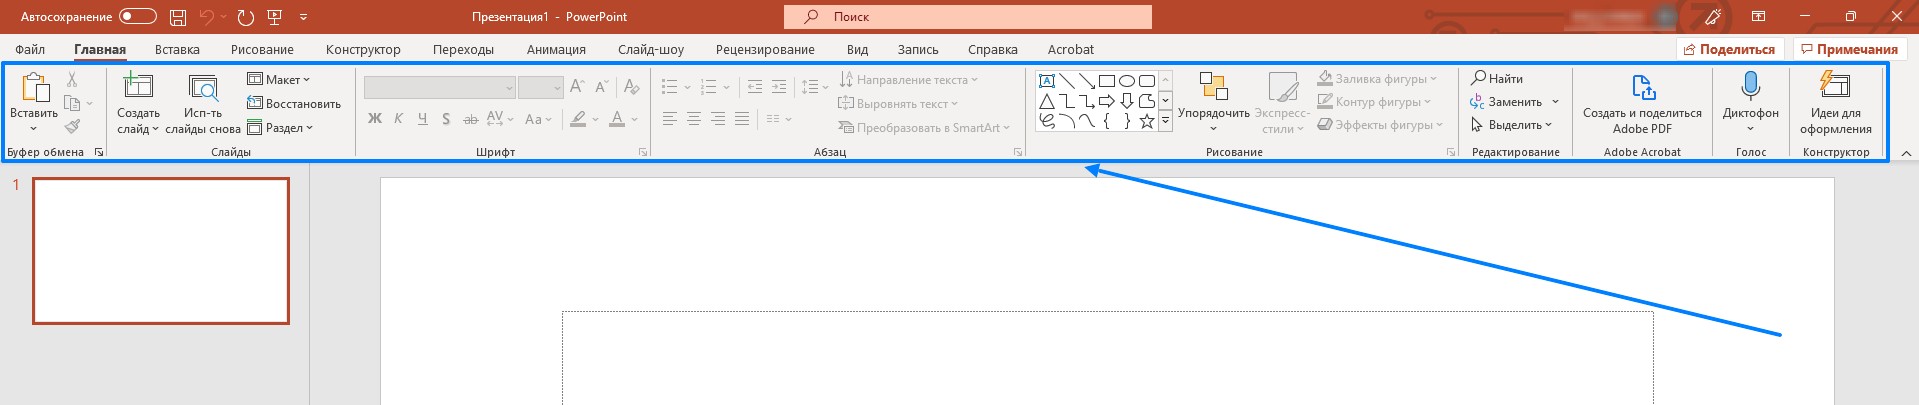 Автосохранение
Презентация1 - PowerPoint
Поиск
Файл Главная Вставка Рисование Конструктор Переходы Анимация Слайд-шоу Рецензирование Вид Запись Справка Acrobat
Поделиться Примечания
Вставить
Буфер обмена
Создать слайд
Исп-ть слайды снова
Макет
Восстановить
Раздел
Слайды
Ж К Ч S ab AV Aa
Шрифт
Направление текста
Выровнять текст
Преобразовать в SmartArt
Абзац
Упорядочить
Экспресс-стили
Заливка фигуры
Контур фигуры
Эффекты фигуры
Рисование
Найти
Заменить
Выделить
Редактирование
Создать и поделиться
Adobe PDF
Adobe Acrobat
Диктофон
Голос
Идеи для
оформления
Конструктор
1